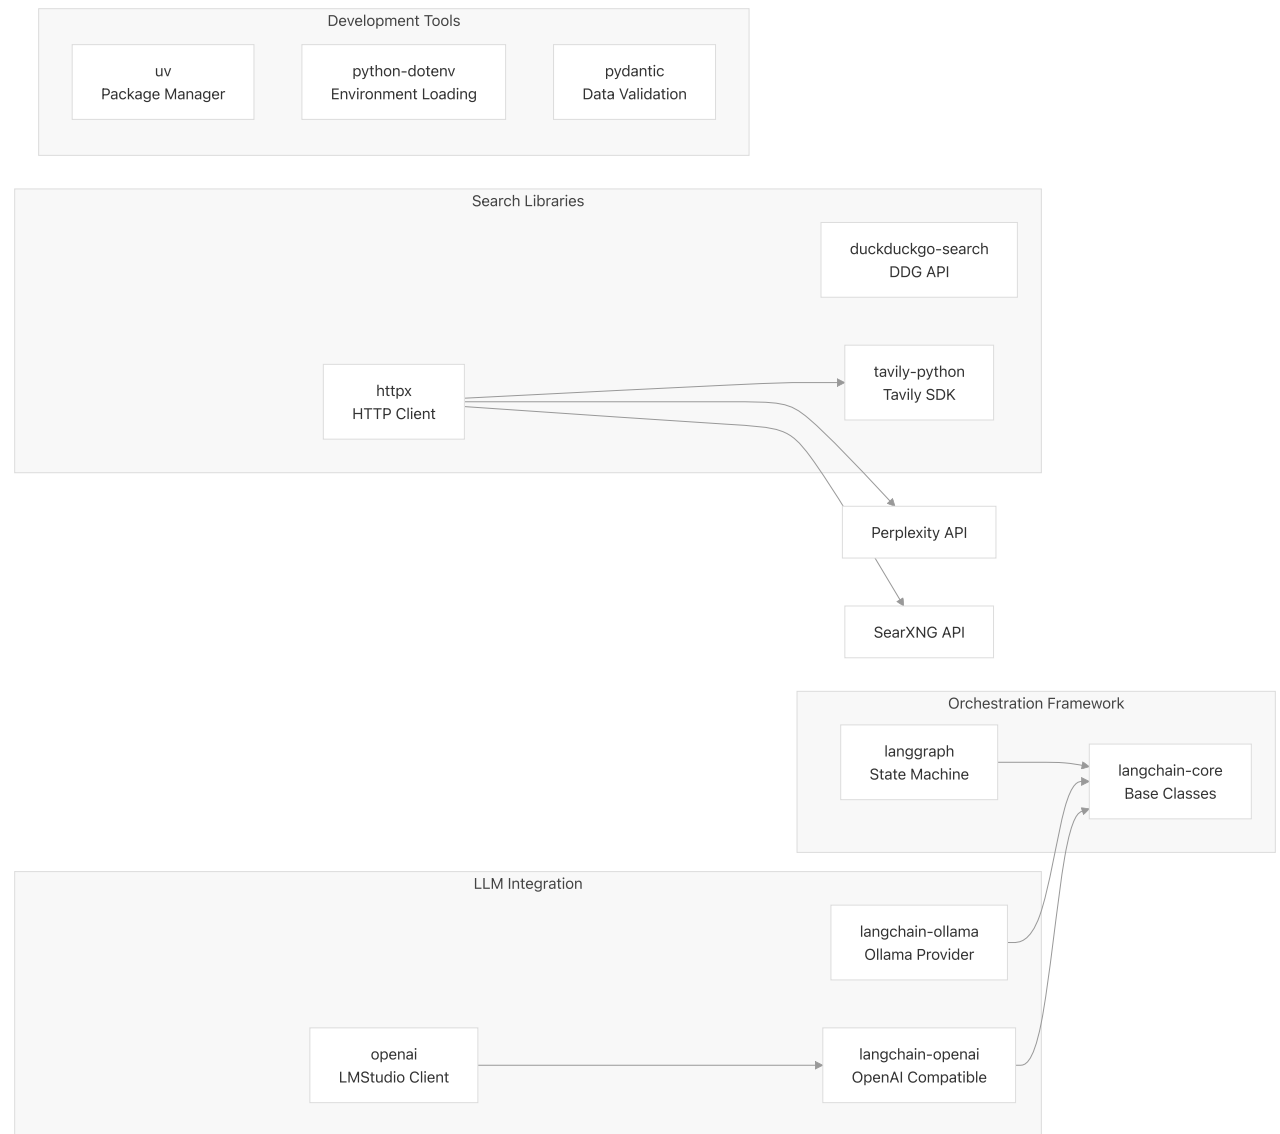 Development Tools
uv
Package Manager
python-dotenv
Environment Loading
pydantic
Data Validation
Search Libraries
duckduckgo-search
DDG API
httpx
HTTP Client
tavily-python
Tavily SDK
Perplexity API
SearXNG API
Orchestration Framework
langgraph
State Machine
langchain-core
Base Classes
LLM Integration
langchain-ollama
Ollama Provider
openai
LMStudio Client
langchain-openai
OpenAI Compatible